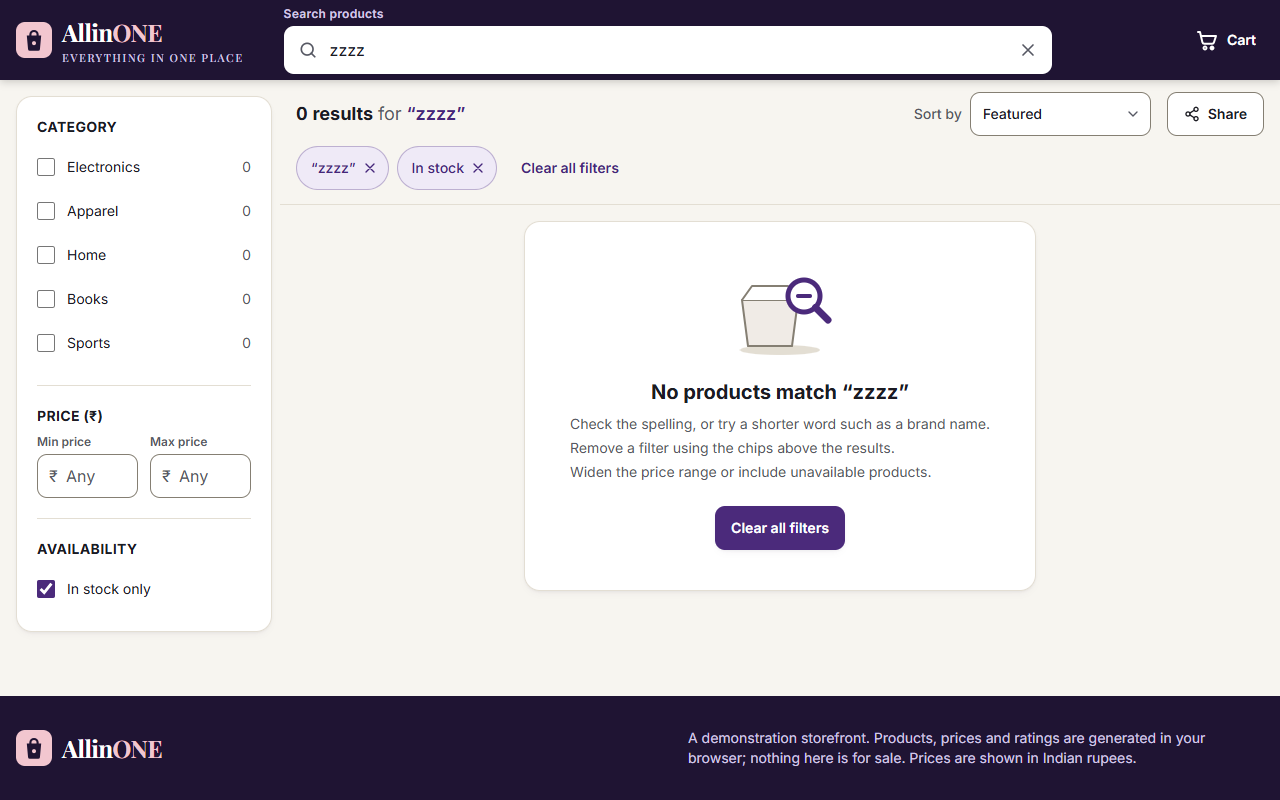 AllinONE
EVERYTHING IN ONE PLACE
Search products
zzzz
Cart
CATEGORY
Electronics 0
Apparel 0
Home 0
Books 0
Sports 0
PRICE (₹)
Min price Max price
₹ Any ₹ Any
AVAILABILITY
In stock only
0 results for “zzzz”
Sort by Featured Share
“zzzz” In stock Clear all filters
No products match “zzzz”
Check the spelling, or try a shorter word such as a brand name.
Remove a filter using the chips above the results.
Widen the price range or include unavailable products.
Clear all filters
AllinONE
A demonstration storefront. Products, prices and ratings are generated in your
browser; nothing here is for sale. Prices are shown in Indian rupees.